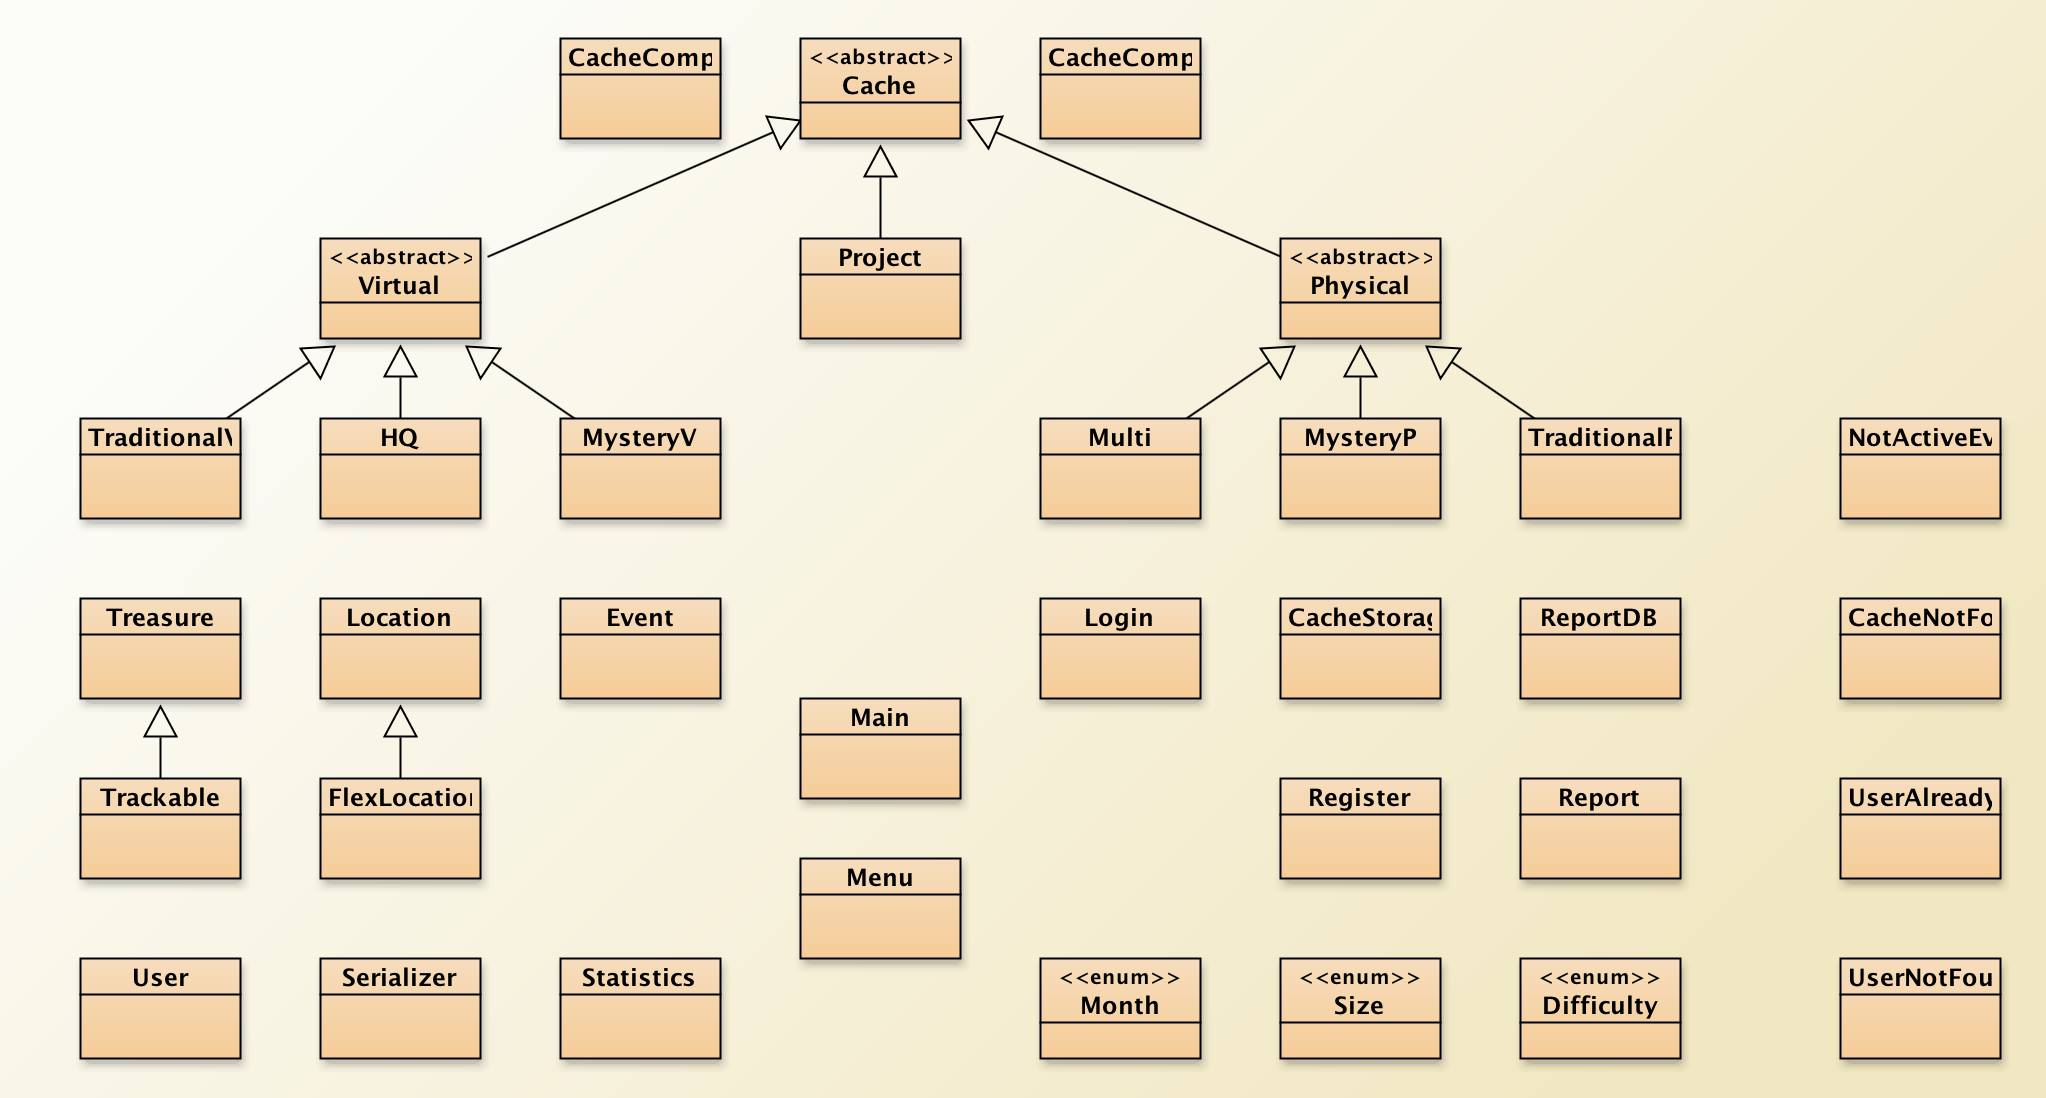 CacheComp
<<abstract>>
Cache
CacheComp
<<abstract>>
Virtual
Project
<<abstract>>
Physical
TraditionalV
HQ
MysteryV
Multi
MysteryP
TraditionalP
NotActiveEv
Treasure
Location
Event
Login
CacheStorag
ReportDB
CacheNotFo
Main
Trackable
FlexLocation
Register
Report
UserAlready
Menu
User
Serializer
Statistics
<<enum>>
Month
<<enum>>
Size
<<enum>>
Difficulty
UserNotFou